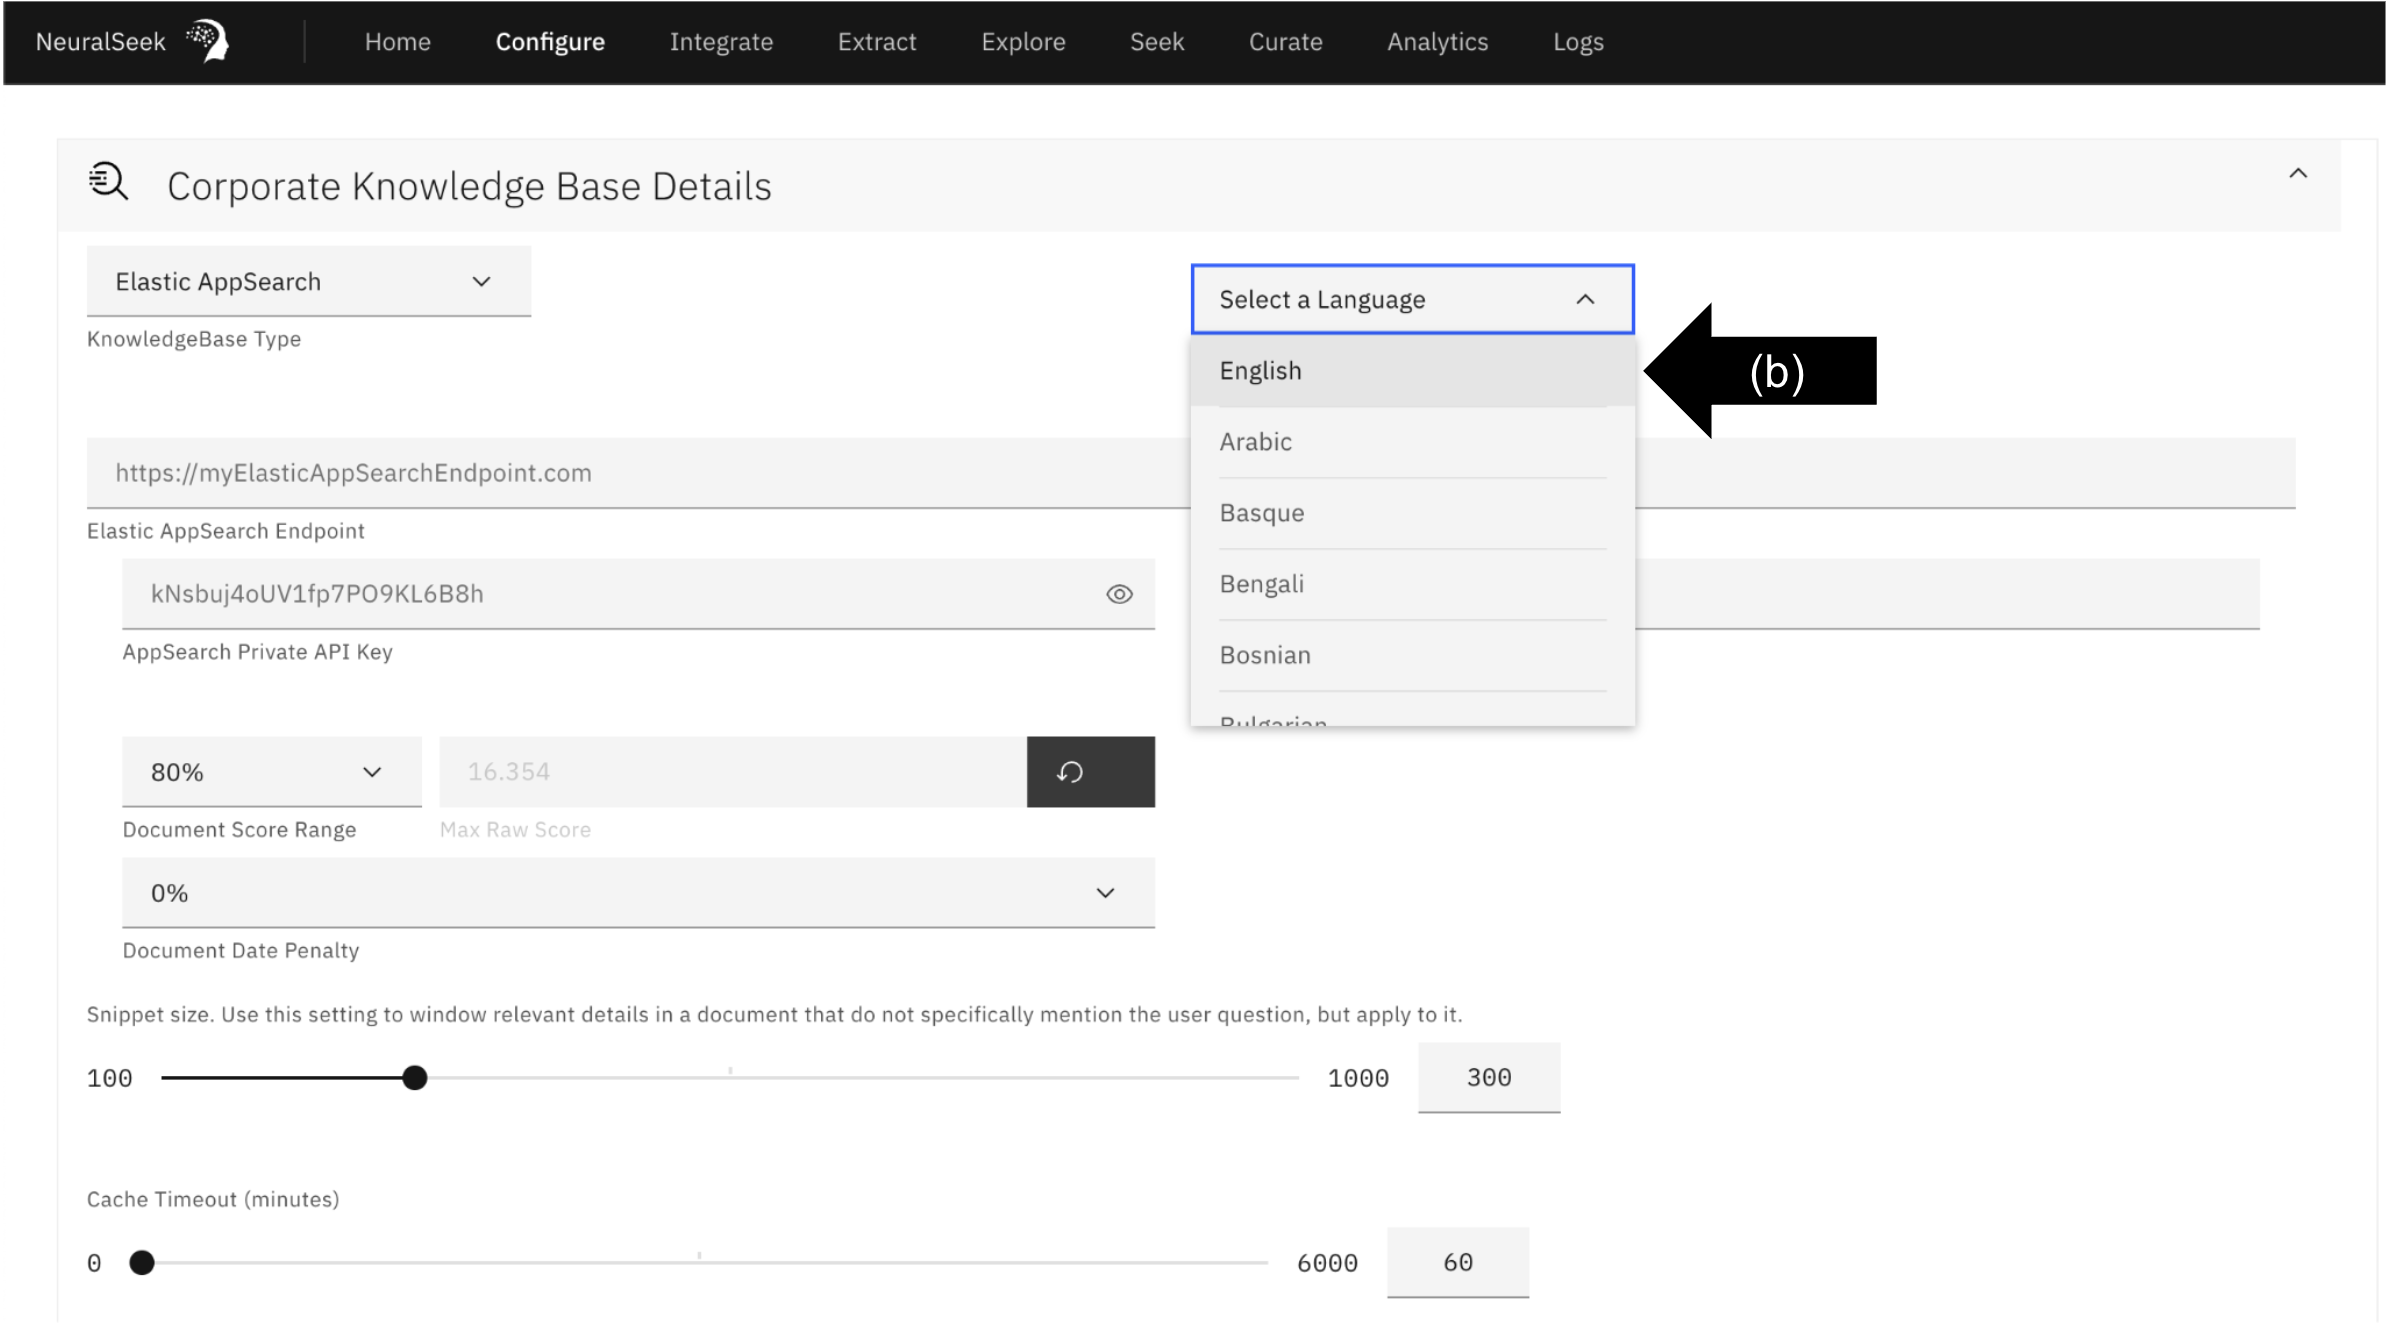 NeuralSeek Home Configure Integrate Extract Explore Seek Curate Analytics Logs
Corporate Knowledge Base Details
Elastic AppSearch
KnowledgeBase Type
Select a Language
English
(b)
Arabic
Basque
Bengali
Bosnian
Bulgarian
https://myElasticAppSearchEndpoint.com
Elastic AppSearch Endpoint
kNsbuj4oUV1fp7PO9KL6B8h
AppSearch Private API Key
80% 16.354
Document Score Range Max Raw Score
0%
Document Date Penalty
Snippet size. Use this setting to window relevant details in a document that do not specifically mention the user question, but apply to it.
100 1000 300
Cache Timeout (minutes)
0 6000 60